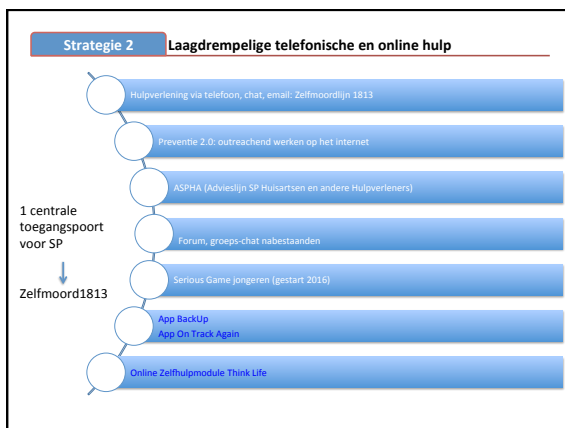 Strategie 2
Laagdrempelige telefonische en online hulp
Hulpverlening via telefoon, chat, email: Zelfmoordlijn 1813
Preventie 2.0: outreachend werken op het internet
ASPHA (Advieslijn SP Huisartsen en andere Hulpverleners)
1 centrale
toegangspoort
voor SP
Zelfmoord1813
Forum, groeps-chat nabestaanden
Serious Game jongeren (gestart 2016)
App BackUp
App On Track Again
Online Zelfhulpmodule Think Life